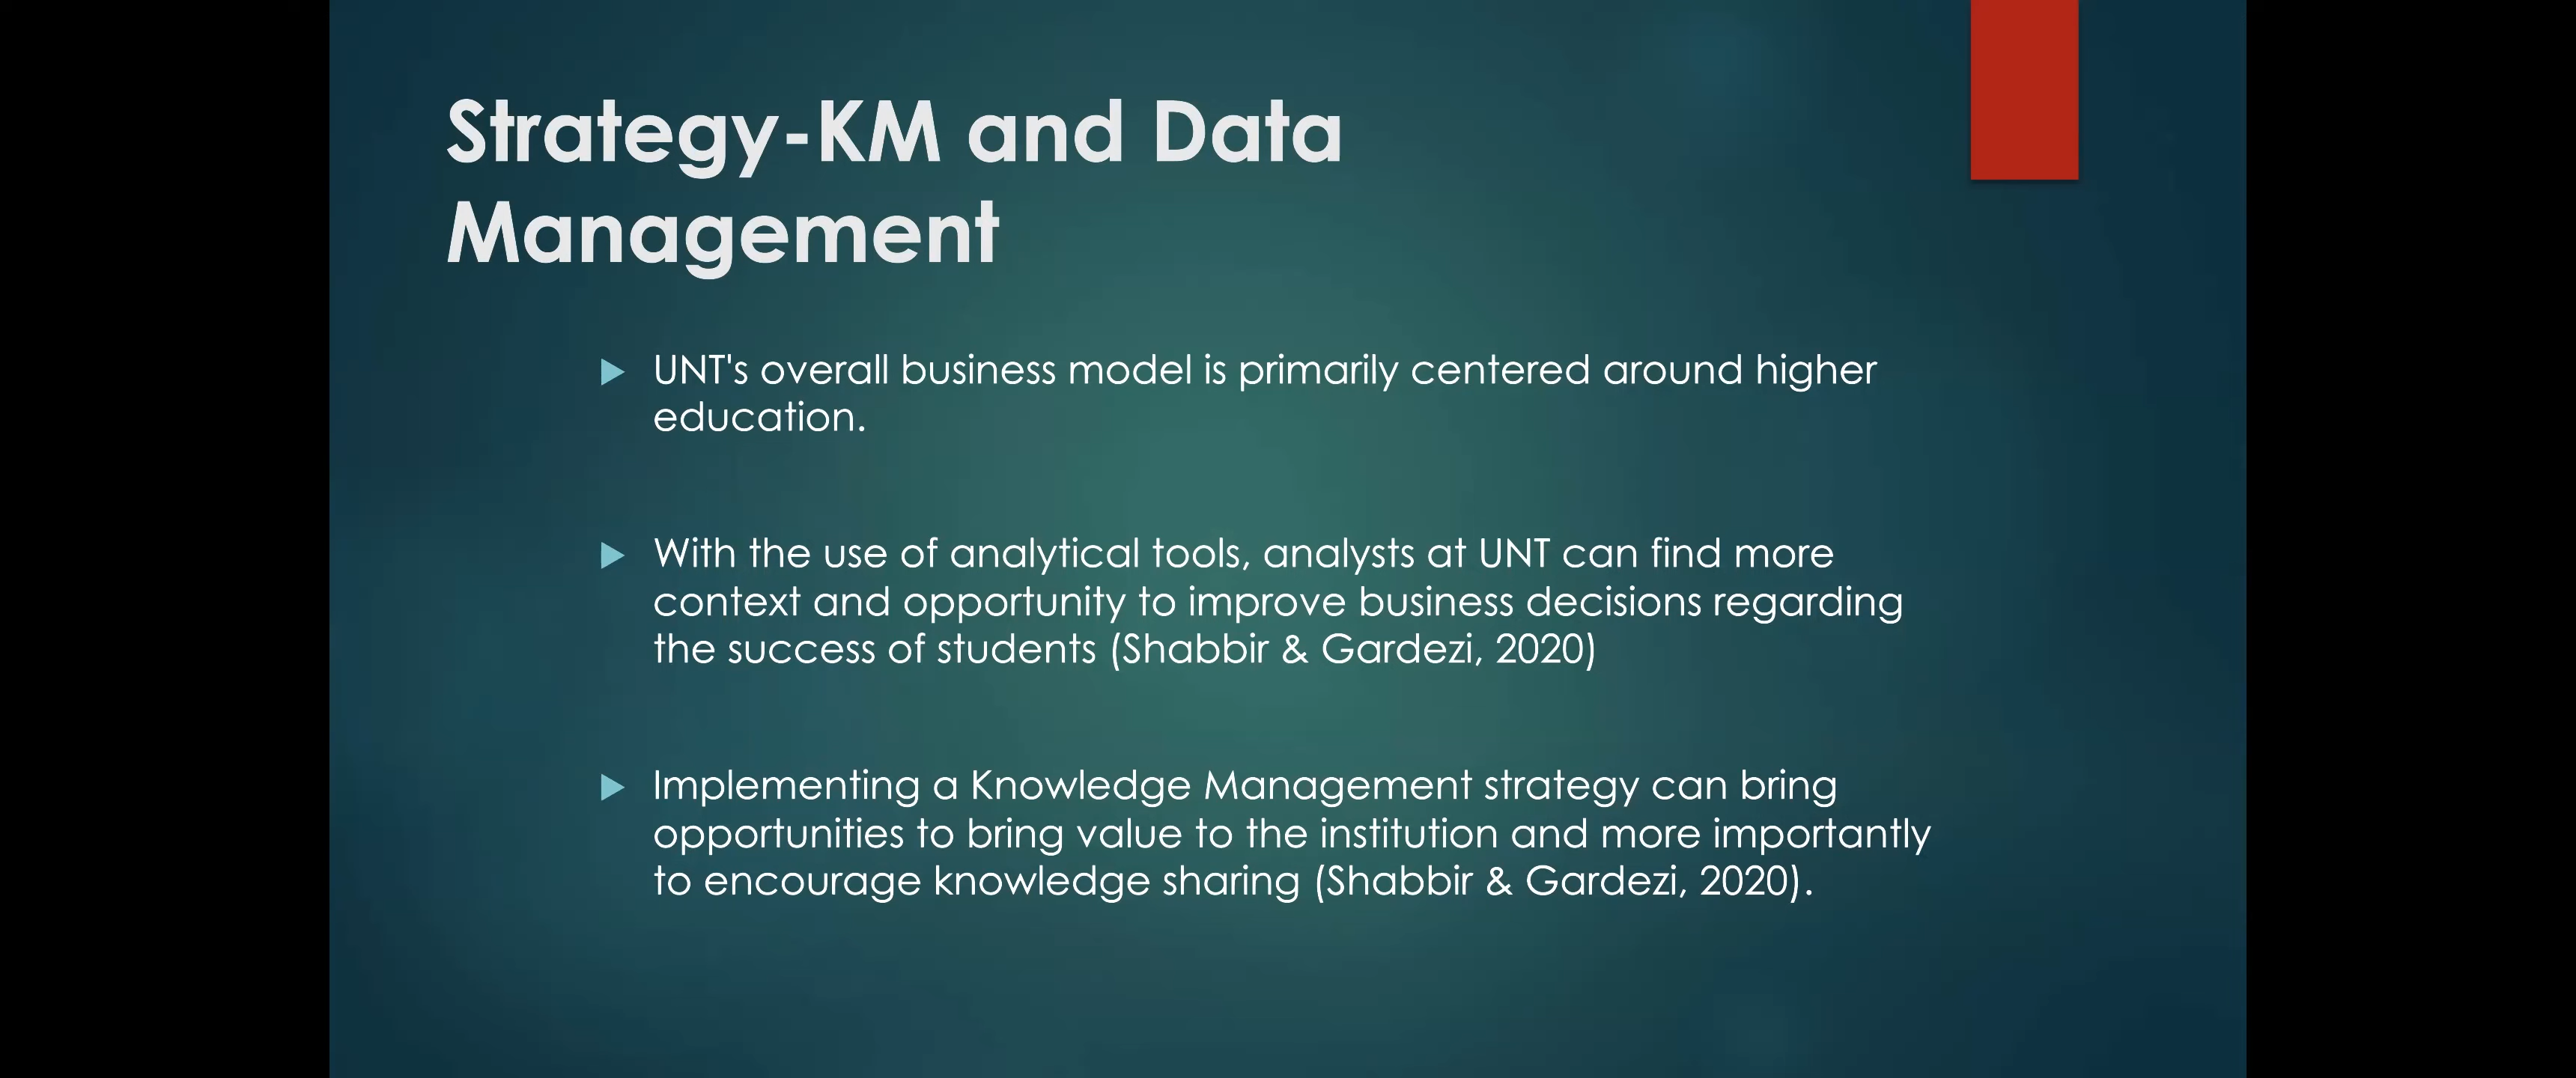 Strategy-KM and Data
Management
UNT's overall business model is primarily centered around higher
education.
With the use of analytical tools, analysts at UNT can find more
context and opportunity to improve business decisions regarding
the success of students (Shabbir & Gardezi, 2020)
Implementing a Knowledge Management strategy can bring
opportunities to bring value to the institution and more importantly
to encourage knowledge sharing (Shabbir & Gardezi, 2020).